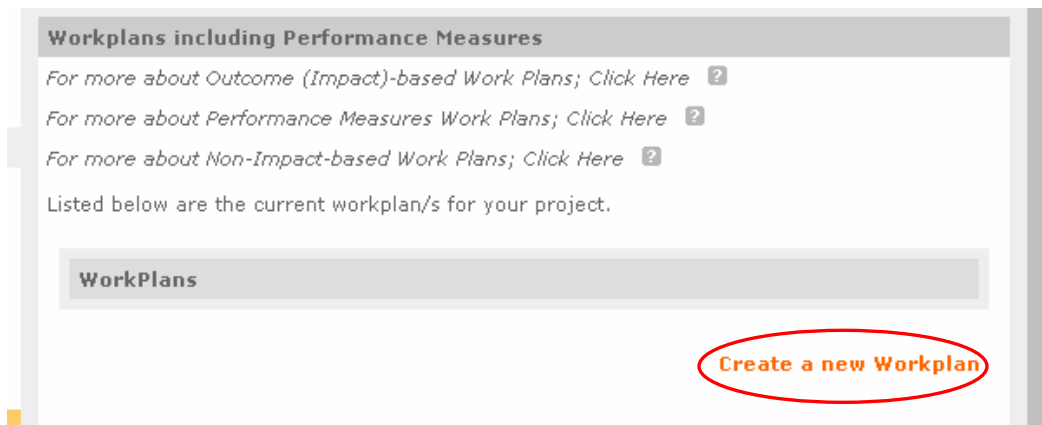 Workplans including Performance Measures
For more about Outcome (Impact)-based Work Plans; Click Here ?
For more about Performance Measures Work Plans; Click Here ?
For more about Non-Impact-based Work Plans; Click Here ?
Listed below are the current workplan/s for your project.
WorkPlans
Create a new Workplan